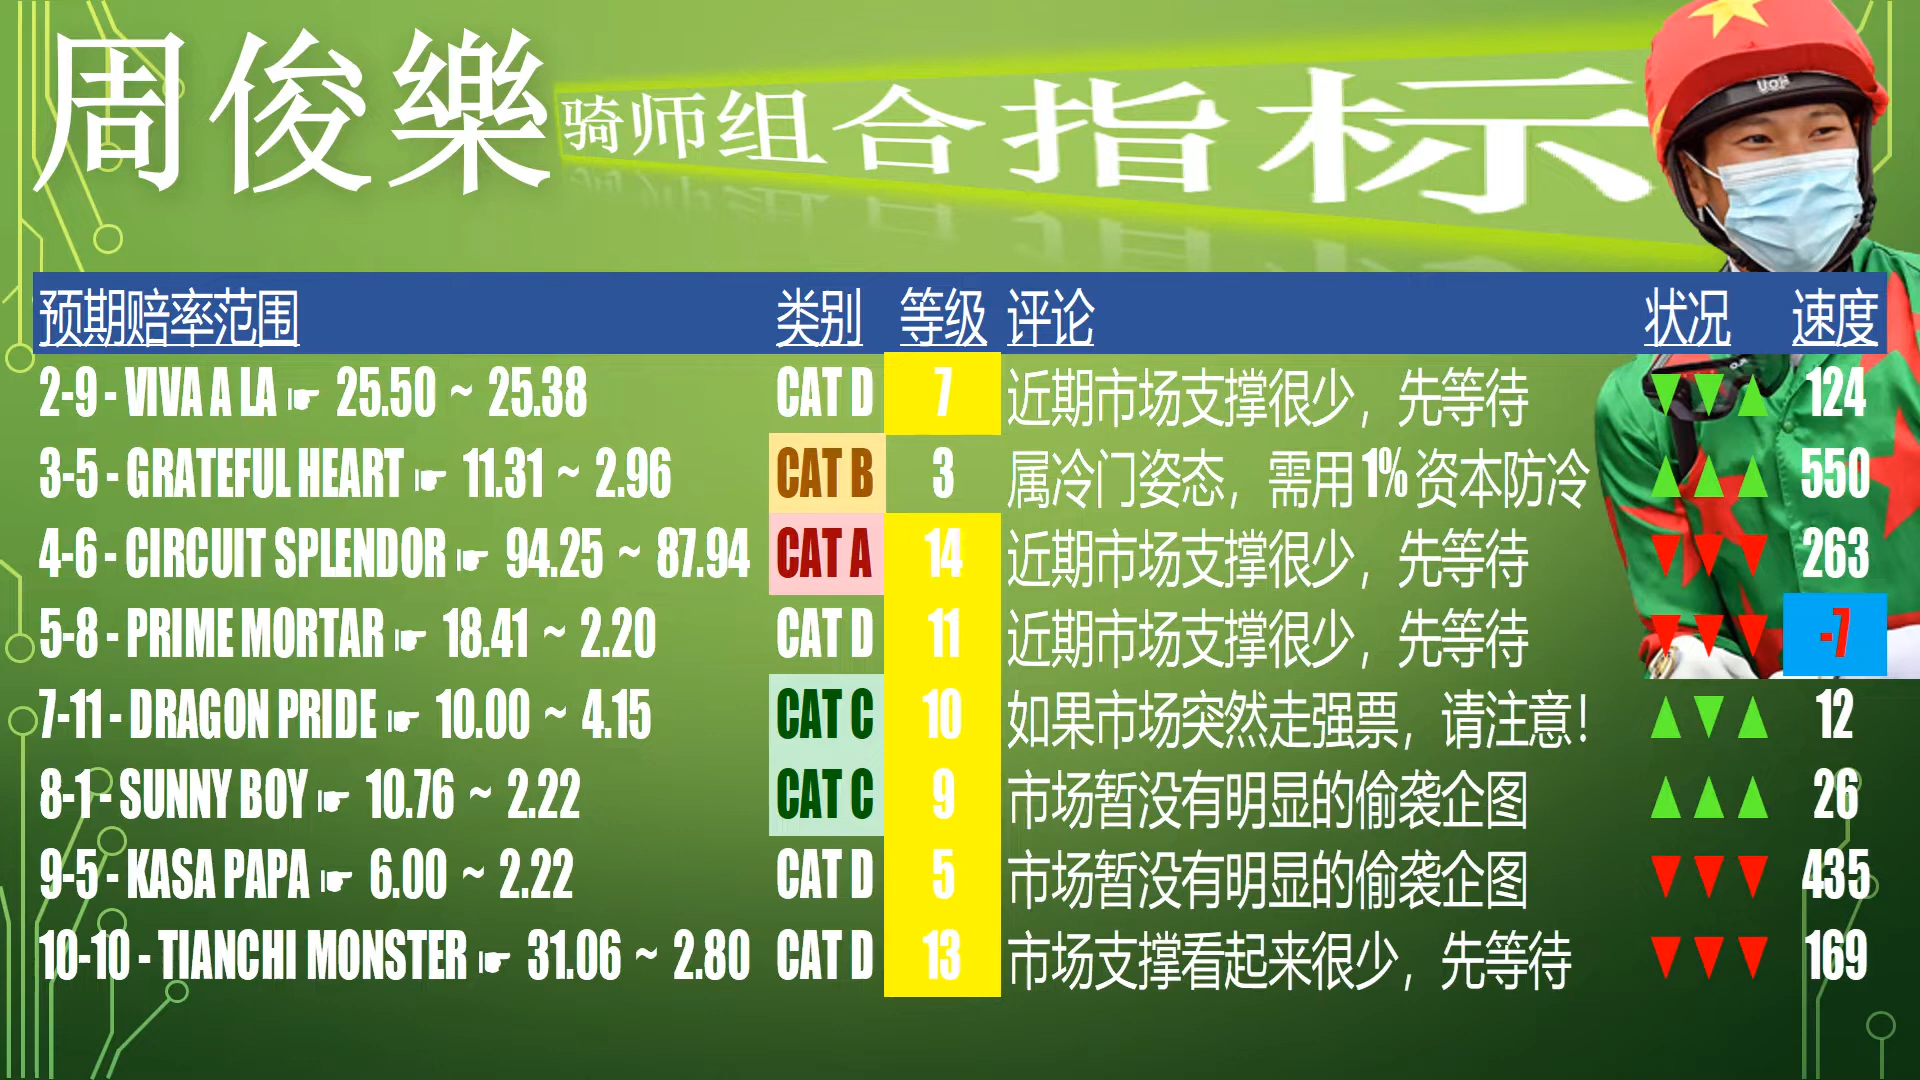 周俊樂 骑师组合指标
UOF
预期赔率范围 类别 等级 评论 状况 速度
2-9 - VIVA A LA ☛ 25.50 ~ 25.38 CAT D 7 近期市场支撑很少，先等待 ▼▼▲ 124
3-5 - GRATEFUL HEART ☛ 11.31 ~ 2.96 CAT B 3 属冷门姿态，需用1%资本防冷 ▲▲▲ 550
4-6 - CIRCUIT SPLENDOR ☛ 94.25 ~ 87.94 CAT A 14 近期市场支撑很少，先等待 ▼▼▼ 263
5-8 - PRIME MORTAR ☛ 18.41 ~ 2.20 CAT D 11 近期市场支撑很少，先等待 ▼▼▼ -7
7-11 - DRAGON PRIDE ☛ 10.00 ~ 4.15 CAT C 10 如果市场突然走强票，请注意！ ▲▼▲ 12
8-1 - SUNNY BOY ☛ 10.76 ~ 2.22 CAT C 9 市场暂没有明显的偷袭企图 ▲▲▲ 26
9-5 - KASA PAPA ☛ 6.00 ~ 2.22 CAT D 5 市场暂没有明显的偷袭企图 ▼▼▼ 435
10-10 - TIANCHI MONSTER ☛ 31.06 ~ 2.80 CAT D 13 市场支撑看起来很少，先等待 ▼▼▼ 169